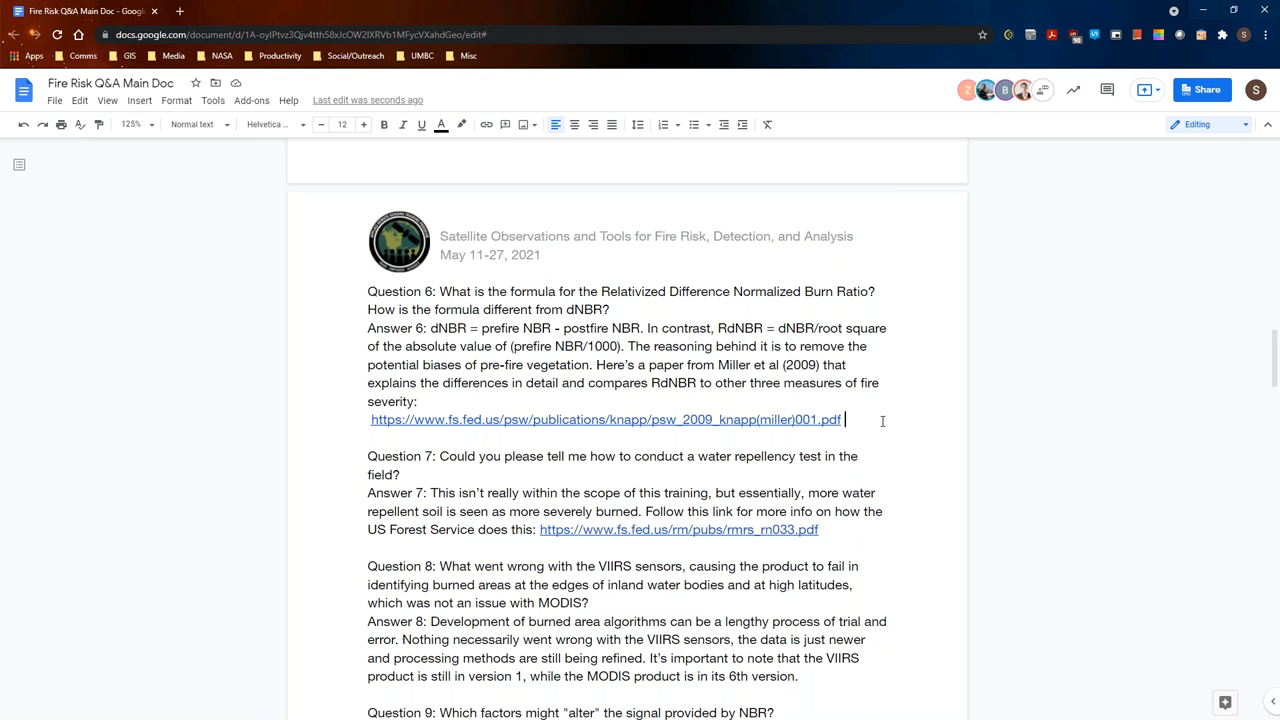 Fire Risk Q&A Main Doc - Googl
docs.google.com/document/d/1A-oyIPtvz3Qjv4tth58xJcOW2IXRVb1MFycVXahdGeo/edit#
Apps Comms GIS Media NASA Productivity Social/Outreach UMBC Misc
Fire Risk Q&A Main Doc
File Edit View Insert Format Tools Add-ons Help Last edit was seconds ago
Z B Share S
125% Normal text Helvetica ... 12 B I U A Editing
Satellite Observations and Tools for Fire Risk, Detection, and Analysis
May 11-27, 2021
Question 6: What is the formula for the Relativized Difference Normalized Burn Ratio?
How is the formula different from dNBR?
Answer 6: dNBR = prefire NBR - postfire NBR. In contrast, RdNBR = dNBR/root square
of the absolute value of (prefire NBR/1000). The reasoning behind it is to remove the
potential biases of pre-fire vegetation. Here’s a paper from Miller et al (2009) that
explains the differences in detail and compares RdNBR to other three measures of fire
severity:
https://www.fs.fed.us/psw/publications/knapp/psw_2009_knapp(miller)001.pdf
Question 7: Could you please tell me how to conduct a water repellency test in the
field?
Answer 7: This isn’t really within the scope of this training, but essentially, more water
repellent soil is seen as more severely burned. Follow this link for more info on how the
US Forest Service does this: https://www.fs.fed.us/rm/pubs/rmrs_rn033.pdf
Question 8: What went wrong with the VIIRS sensors, causing the product to fail in
identifying burned areas at the edges of inland water bodies and at high latitudes,
which was not an issue with MODIS?
Answer 8: Development of burned area algorithms can be a lengthy process of trial and
error. Nothing necessarily went wrong with the VIIRS sensors, the data is just newer
and processing methods are still being refined. It’s important to note that the VIIRS
product is still in version 1, while the MODIS product is in its 6th version.
Question 9: Which factors might "alter" the signal provided by NBR?